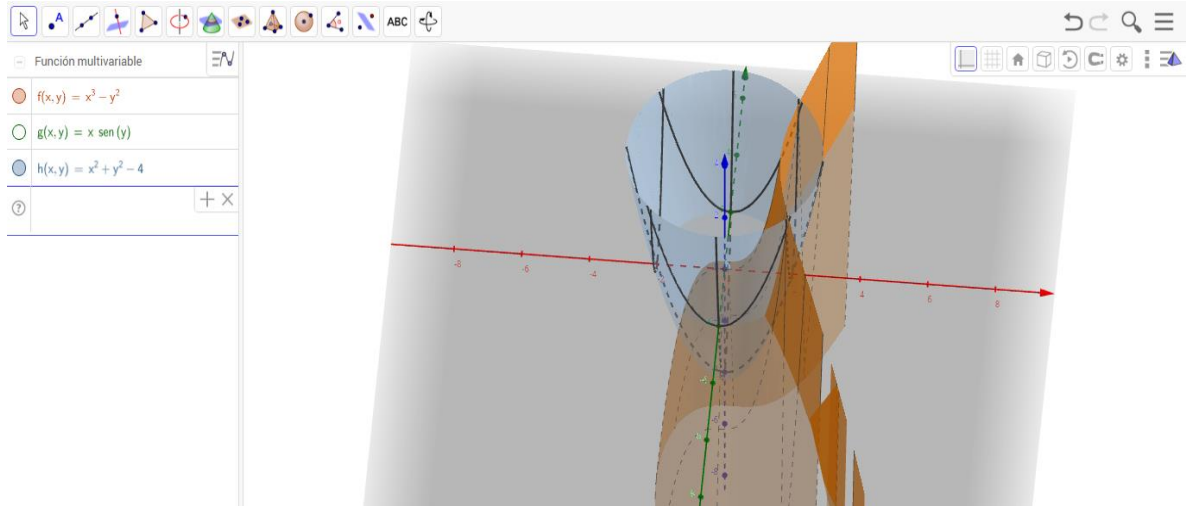 ABC
Función multivariable
f(x, y) = x³ − y²
g(x, y) = x sen (y)
h(x, y) = x² + y² − 4
-8 -6 -4 4 6 8